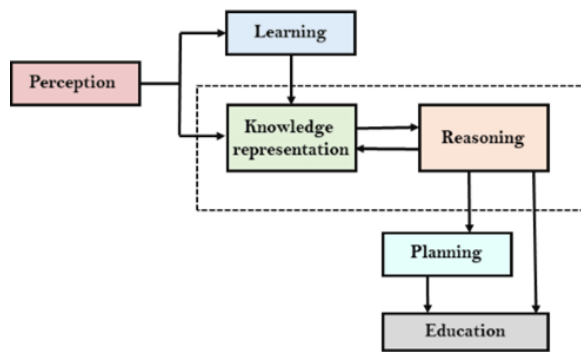 Learning
Perception
Knowledge
representation
Reasoning
Planning
Education